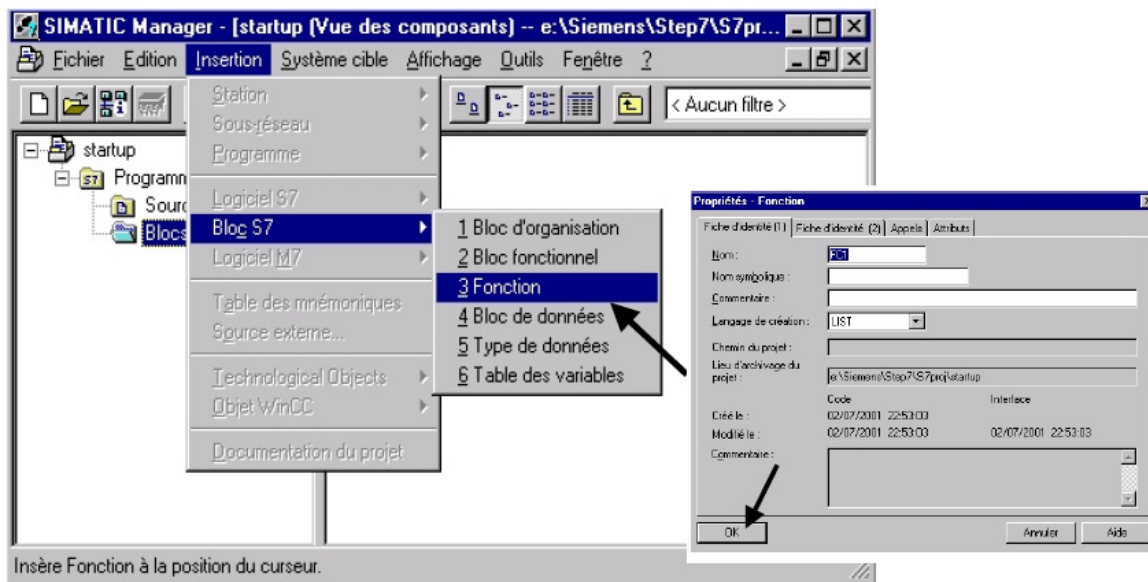 SIMATIC Manager - [startup (Vue des composants) -- e:\Siemens\Step7\S7pr...
Fichier Edition Insertion Système cible Affichage Outils Fenêtre ?
< Aucun filtre >
startup
Programm
Sourc
Blocs
Station
Sous-réseau
Programme
Logiciel S7
Bloc S7
Logiciel M7
Table des mnémoniques
Source externe...
Technological Objects
Objet WinCC
Documentation du projet
1 Bloc d'organisation
2 Bloc fonctionnel
3 Fonction
4 Bloc de données
5 Type de données
6 Table des variables
Insère Fonction à la position du curseur.
Propriétés - Fonction
Fiche d'identité (1) Fiche d'identité (2) Appels Attributs
Nom : FC1
Nom symbolique :
Commentaire :
Langage de création : LIST
Chemin du projet :
Lieu d'archivage du
projet : e:\Siemens\Step7\S7proj\startup
Code Interface
Créé le : 02/07/2001 22:53:03
Modifié le : 02/07/2001 22:53:03 02/07/2001 22:53:03
Commentaire :
OK Annuler Aide